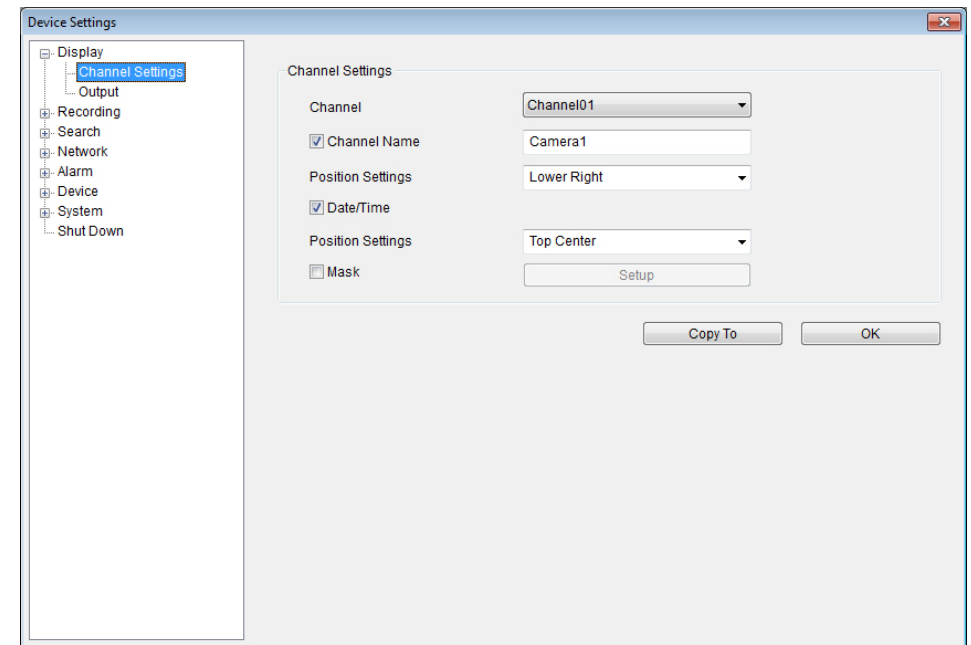 Device Settings
Display
Channel Settings
Output
Recording
Search
Network
Alarm
Device
System
Shut Down
Channel Settings
Channel Channel01
Channel Name Camera1
Position Settings Lower Right
Date/Time
Position Settings Top Center
Mask Setup
Copy To OK